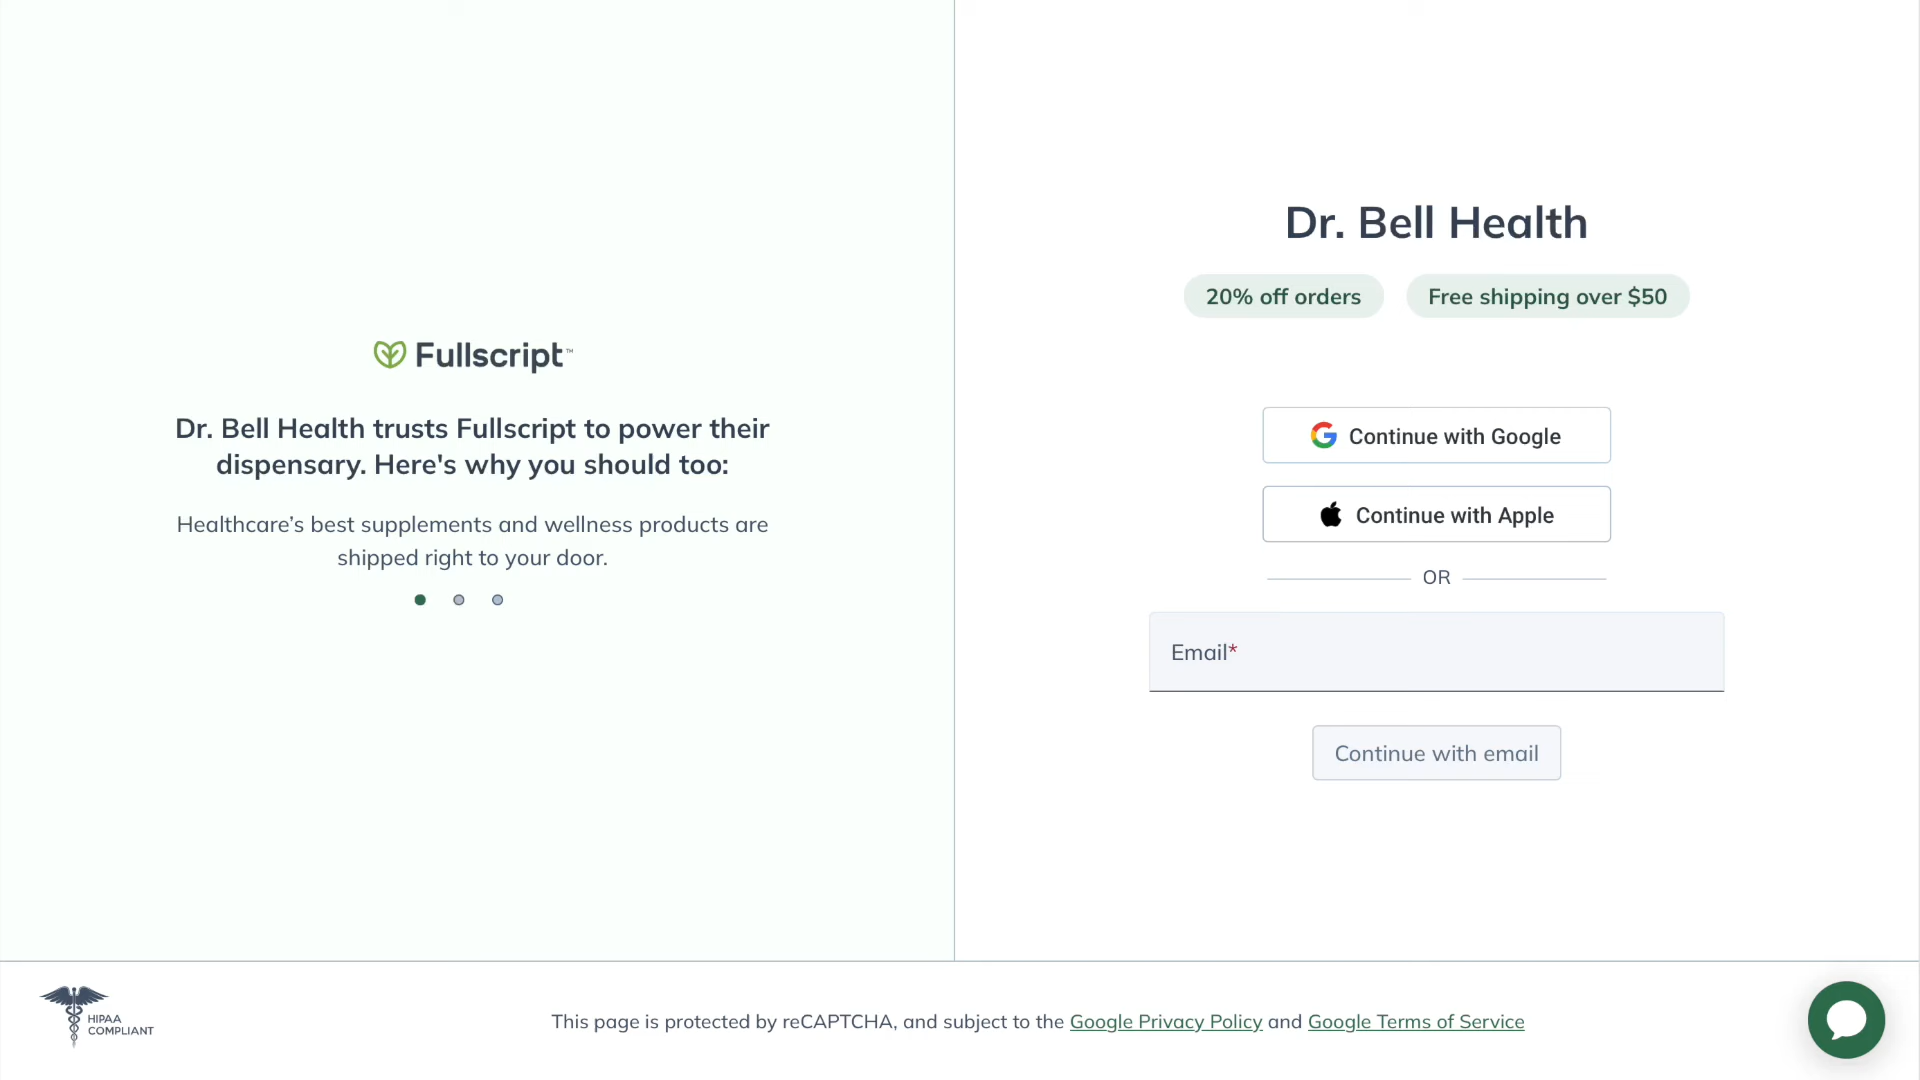 Fullscript™
Dr. Bell Health trusts Fullscript to power their
dispensary. Here's why you should too:
Healthcare’s best supplements and wellness products are
shipped right to your door.
Dr. Bell Health
20% off orders
Free shipping over $50
Continue with Google
Continue with Apple
OR
Email*
Continue with email
HIPAA
COMPLIANT
This page is protected by reCAPTCHA, and subject to the Google Privacy Policy and Google Terms of Service